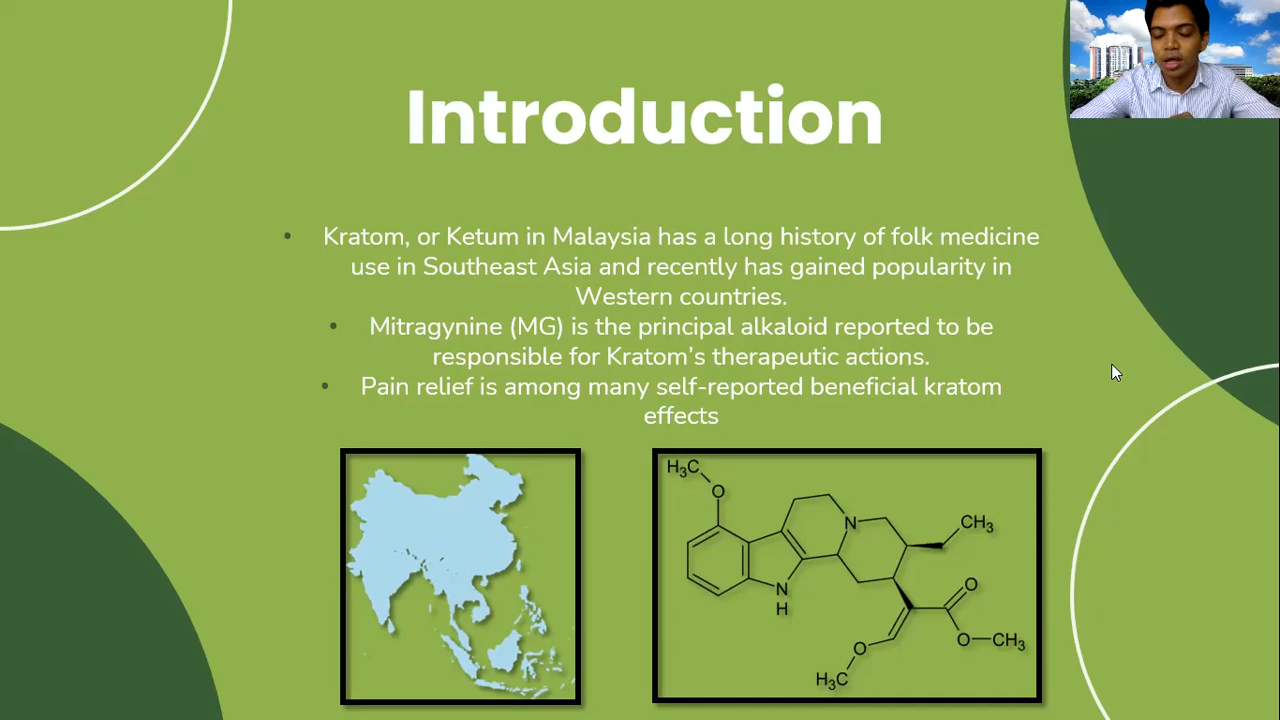 Introduction
• Kratom, or Ketum in Malaysia has a long history of folk medicine
use in Southeast Asia and recently has gained popularity in
Western countries.
• Mitragynine (MG) is the principal alkaloid reported to be
responsible for Kratom’s therapeutic actions.
• Pain relief is among many self-reported beneficial kratom
effects
H₃C
O
N
CH₃
N
H
O
O—CH₃
O
H₃C